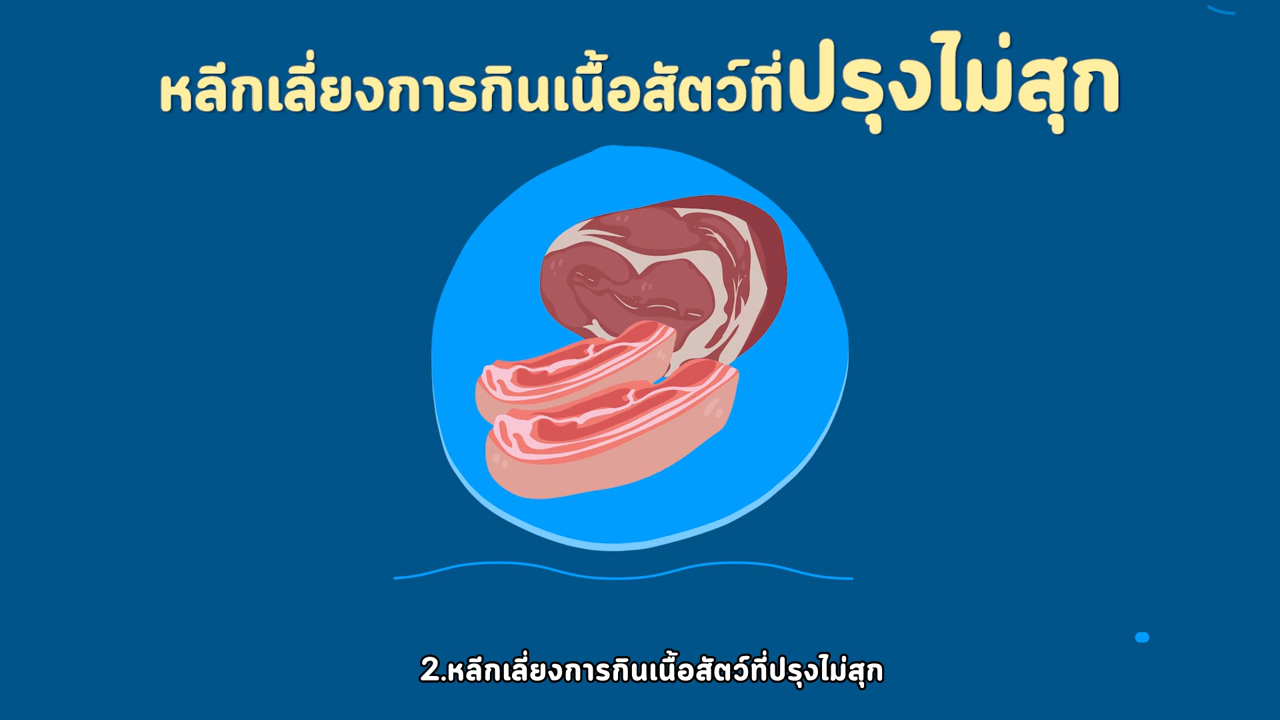 หลีกเลี่ยงการกินเนื้อสัตว์ที่ปรุงไม่สุก
2.หลีกเลี่ยงการกินเนื้อสัตว์ที่ปรุงไม่สุก